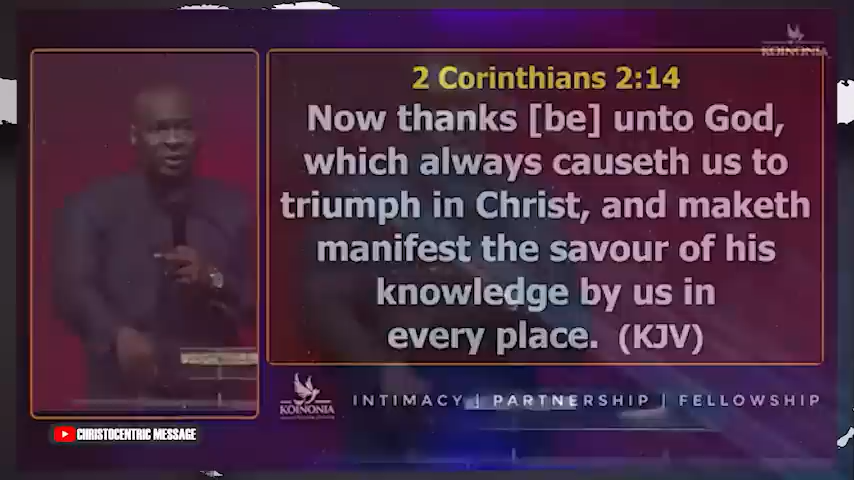 KOINONIA
2 Corinthians 2:14
Now thanks [be] unto God,
which always causeth us to
triumph in Christ, and maketh
manifest the savour of his
knowledge by us in
every place. (KJV)
KOINONIA
INTIMACY | PARTNERSHIP | FELLOWSHIP
CHRISTOCENTRIC MESSAGE